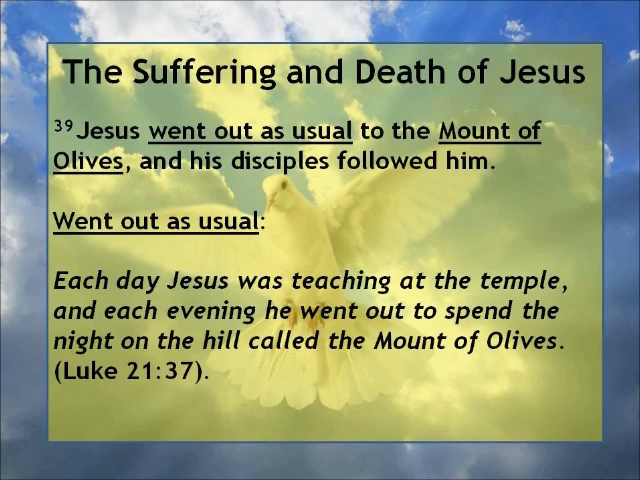 The Suffering and Death of Jesus
39 Jesus went out as usual to the Mount of
Olives, and his disciples followed him.
Went out as usual:
Each day Jesus was teaching at the temple,
and each evening he went out to spend the
night on the hill called the Mount of Olives.
(Luke 21:37).